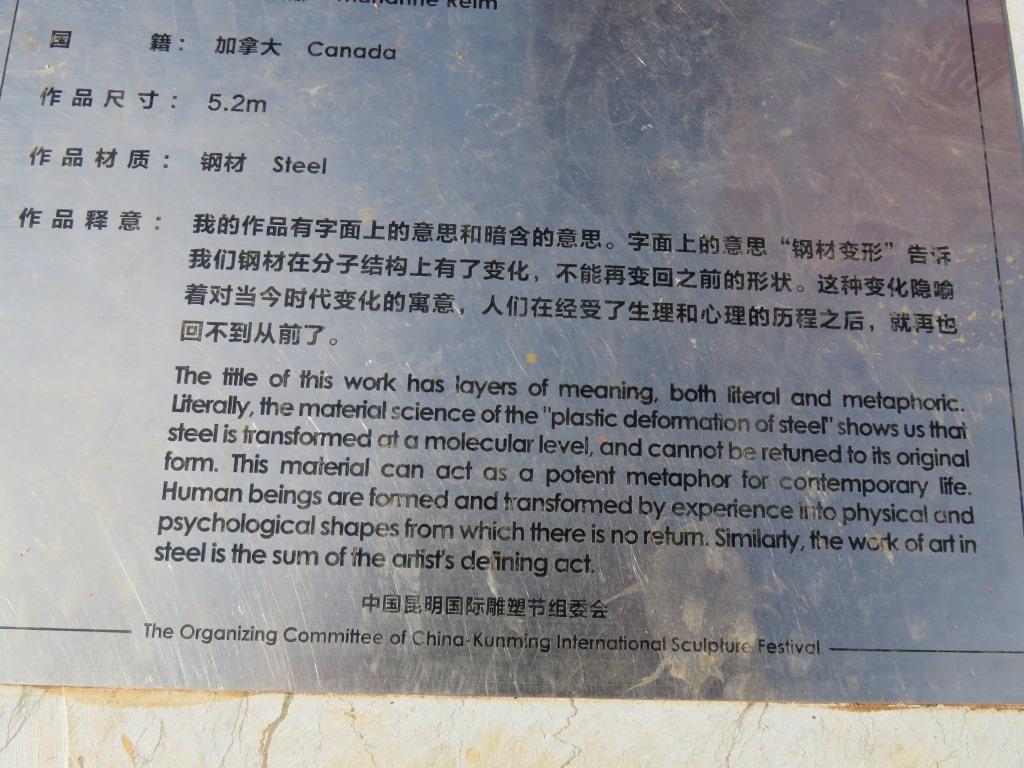 Marianne Reim
国 籍： 加拿大 Canada
作品尺寸： 5.2m
作品材质： 钢材 Steel
作品释意： 我的作品有字面上的意思和暗含的意思。字面上的意思“钢材变形”告诉
我们钢材在分子结构上有了变化，不能再变回之前的形状。这种变化隐喻
着对当今时代变化的寓意，人们在经受了生理和心理的历程之后，就再也
回不到从前了。
The title of this work has layers of meaning, both literal and metaphoric.
Literally, the material science of the "plastic deformation of steel" shows us that
steel is transformed at a molecular level, and cannot be retuned to its original
form. This material can act as a potent metaphor for contemporary life.
Human beings are formed and transformed by experience into physical and
psychological shapes from which there is no return. Similarly, the work of art in
steel is the sum of the artist's defining act.
中国昆明国际雕塑节组委会
The Organizing Committee of China-Kunming International Sculpture Festival